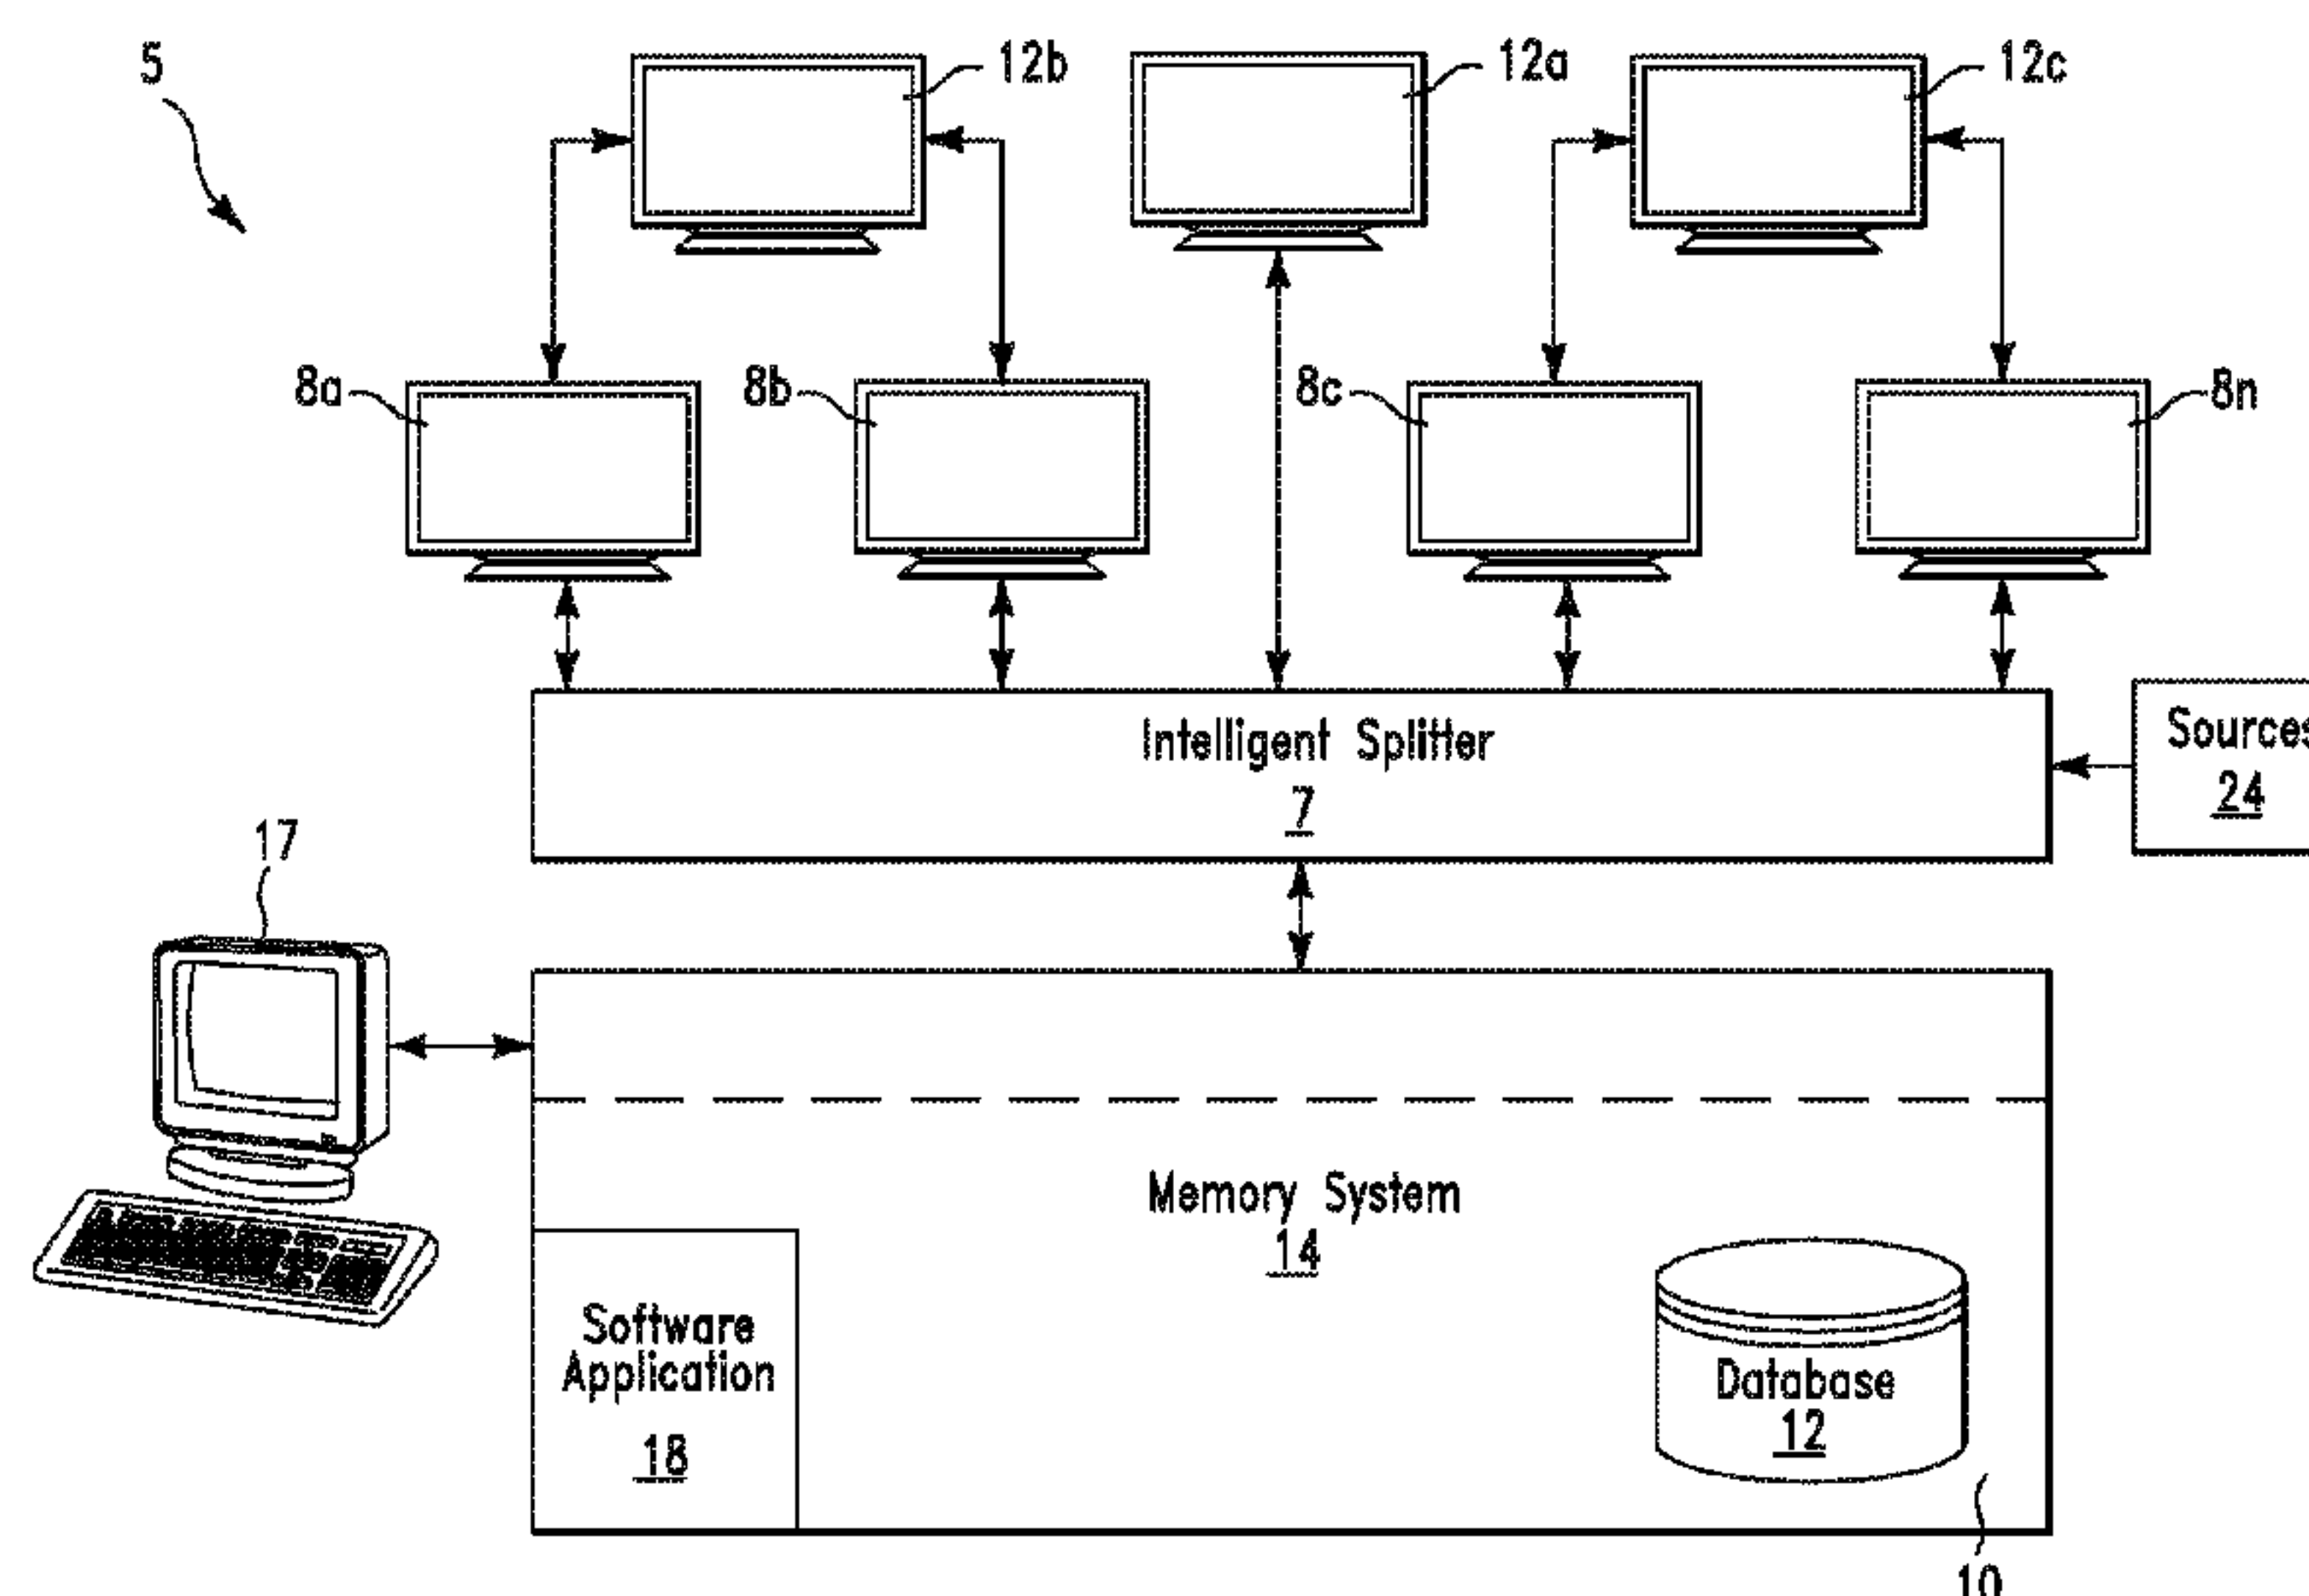 5
12b
12a
12c
8a
8b
8c
8n
Intelligent Splitter
7
Sources
24
17
Memory System
14
Software
Application
18
Database
12
10